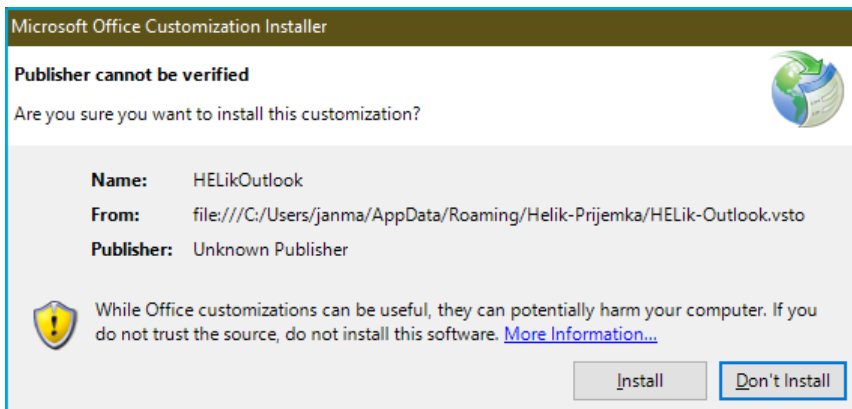 Microsoft Office Customization Installer
Publisher cannot be verified
Are you sure you want to install this customization?
Name: HELikOutlook
From: file:///C:/Users/janma/AppData/Roaming/Helik-Prijemka/HELik-Outlook.vsto
Publisher: Unknown Publisher
While Office customizations can be useful, they can potentially harm your computer. If you
do not trust the source, do not install this software. More Information...
Install Don't Install